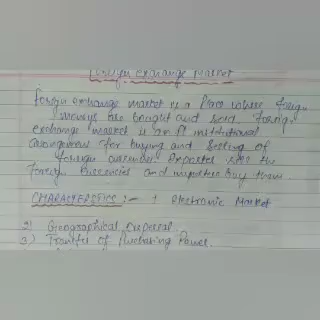 Foreign exchange market
Foreign exchange market is a place where foreign
moneys are bought and sold. Foreign
exchange market is an institutional
arrangement for buying and selling of
foreign currencies. Exporter sell the
foreign currencies and importers buy them.
CHARACTERSTICS :- 1 Electronic Market
2) Geographical Dispersal.
3) Transfer of Purchasing Power.